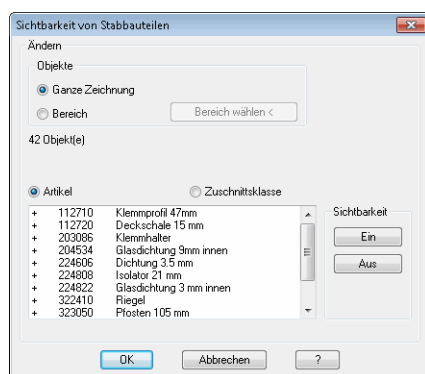 Sichtbarkeit von Stabbauteilen
Ändern
Objekte
Ganze Zeichnung
Bereich
Bereich wählen <
42 Objekt(e)
Artikel
Zuschnittsklasse
+ 112710 Klemmprofil 47mm
+ 112720 Deckschale 15 mm
+ 203086 Klemmhalter
+ 204534 Glasdichtung 9mm innen
+ 224606 Dichtung 3.5 mm
+ 224808 Isolator 21 mm
+ 224822 Glasdichtung 3 mm innen
+ 322410 Riegel
+ 323050 Pfosten 105 mm
Sichtbarkeit
Ein
Aus
OK
Abbrechen
?